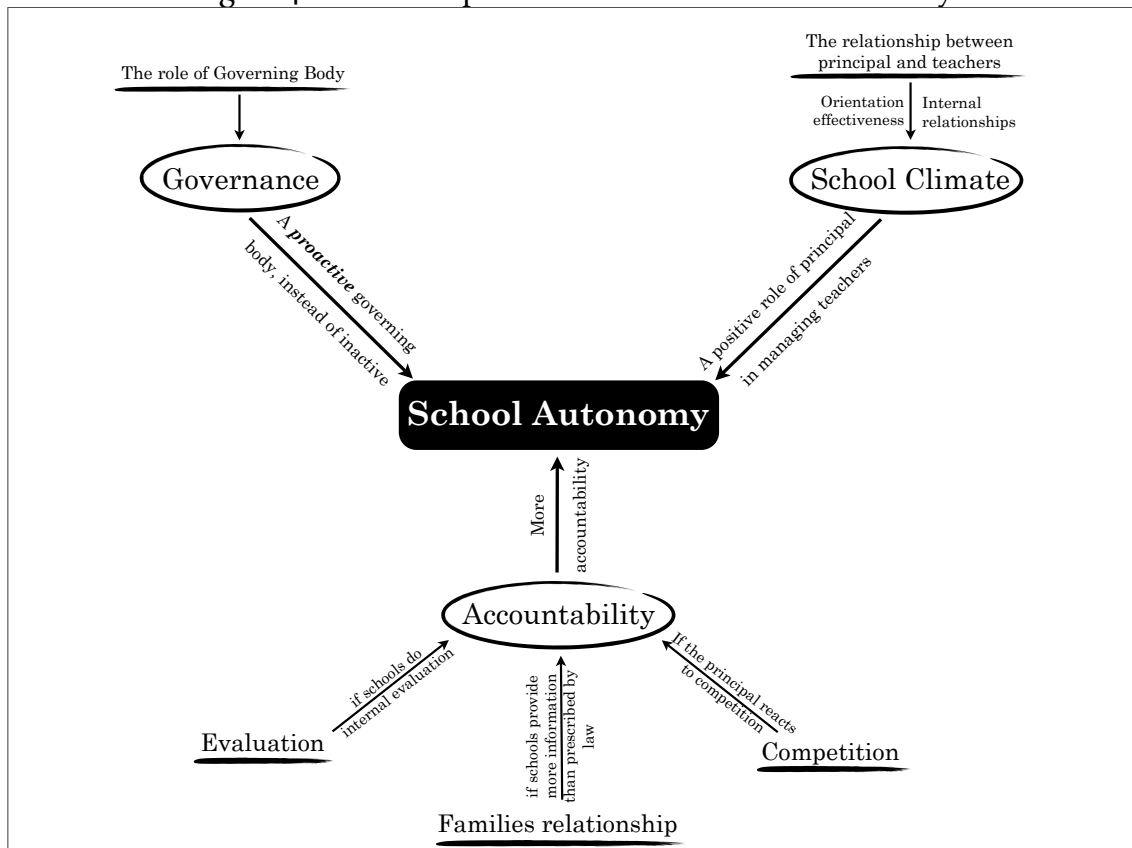 The role of Governing Body
The relationship between
principal and teachers
Orientation
effectiveness
Internal
relationships
Governance
School Climate
A proactive governing
body, instead of inactive
A positive role of principal
in managing teachers
School Autonomy
More
accountability
Accountability
if schools do
internal evaluation
if schools provide
more information
than prescribed by
law
If the principal reacts
to competition
Evaluation
Competition
Families relationship